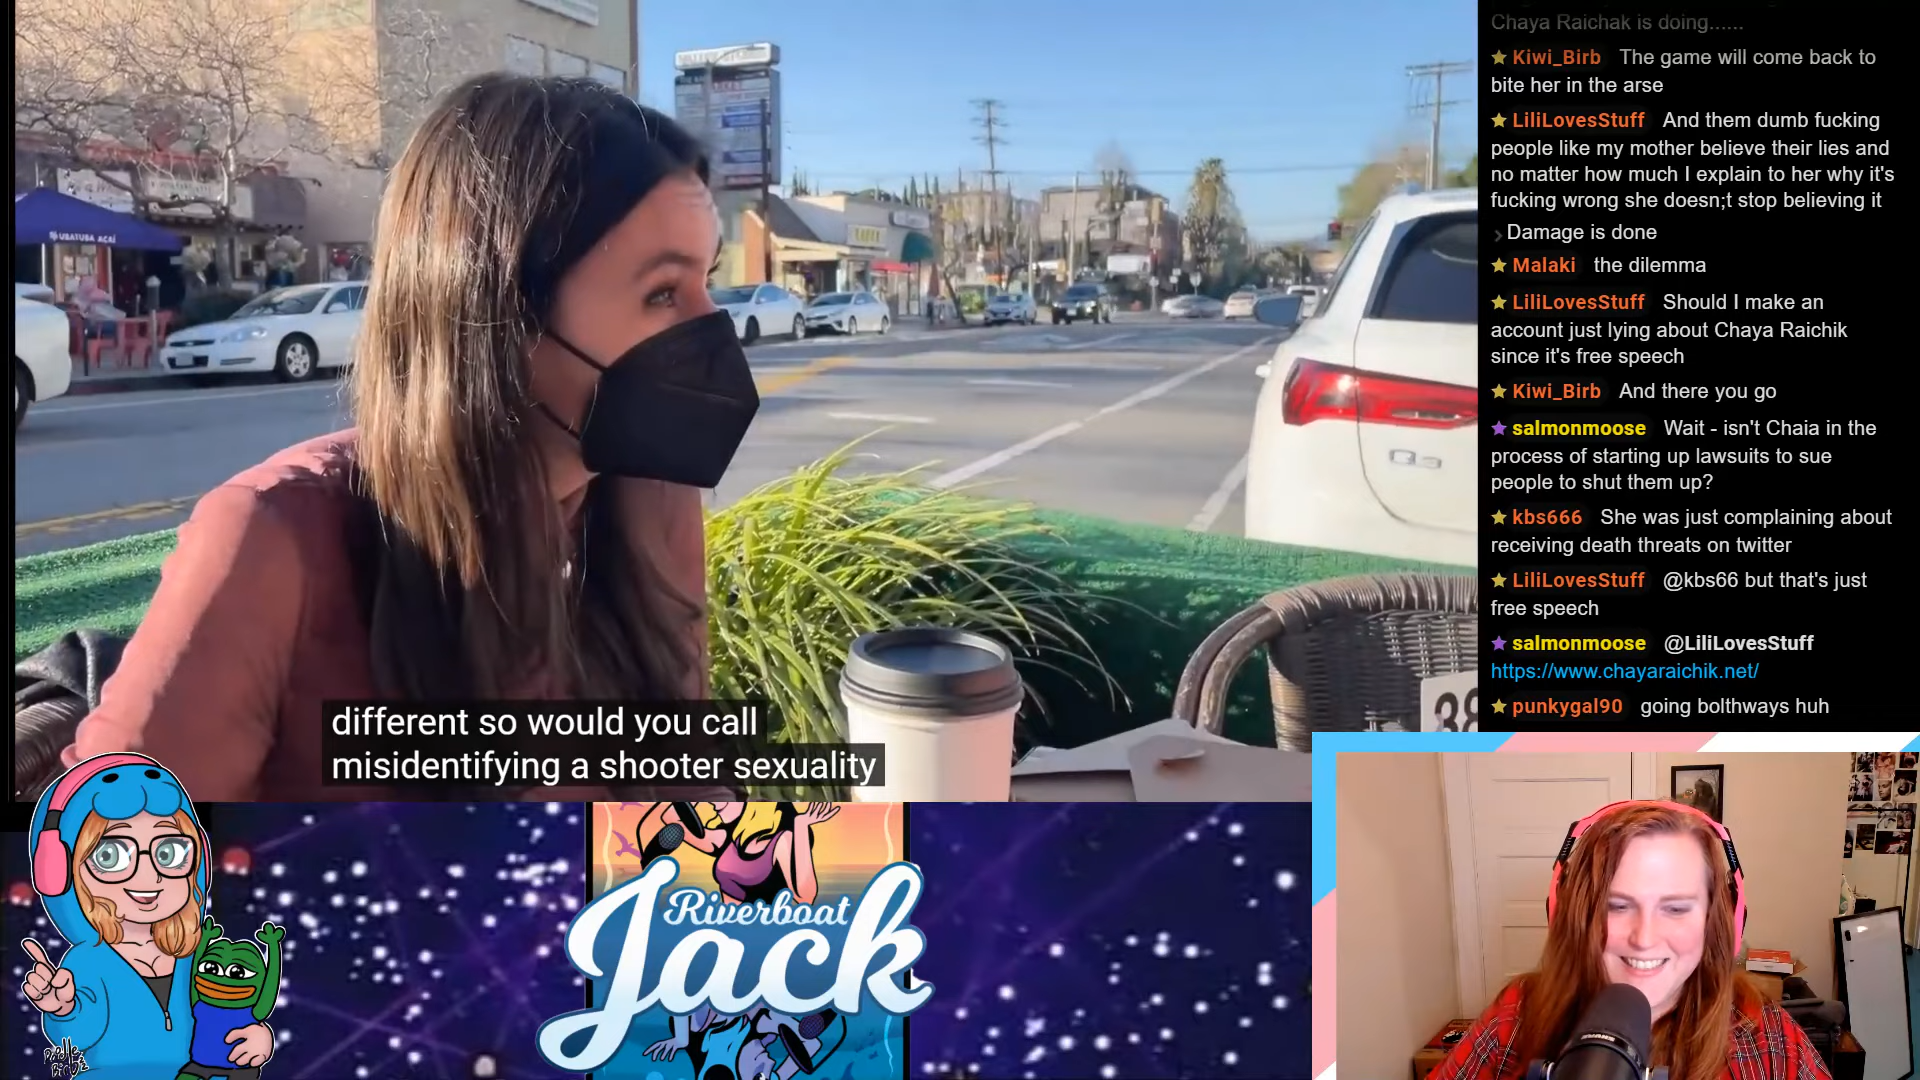 Chaya Raichak is doing......
Kiwi_Birb The game will come back to
bite her in the arse
LiliLovesStuff And them dumb fucking
people like my mother believe their lies and
no matter how much I explain to her why it's
fucking wrong she doesn;t stop believing it
Damage is done
Malaki the dilemma
LiliLovesStuff Should I make an
account just lying about Chaya Raichik
since it's free speech
Kiwi_Birb And there you go
salmonmoose Wait - isn't Chaia in the
process of starting up lawsuits to sue
people to shut them up?
kbs666 She was just complaining about
receiving death threats on twitter
LiliLovesStuff @kbs66 but that's just
free speech
salmonmoose @LiliLovesStuff
https://www.chayaraichik.net/
punkygal90 going bolthways huh
UBATUBA AÇAÍ
Q3
38
different so would you call
misidentifying a shooter sexuality
Riverboat
Jack